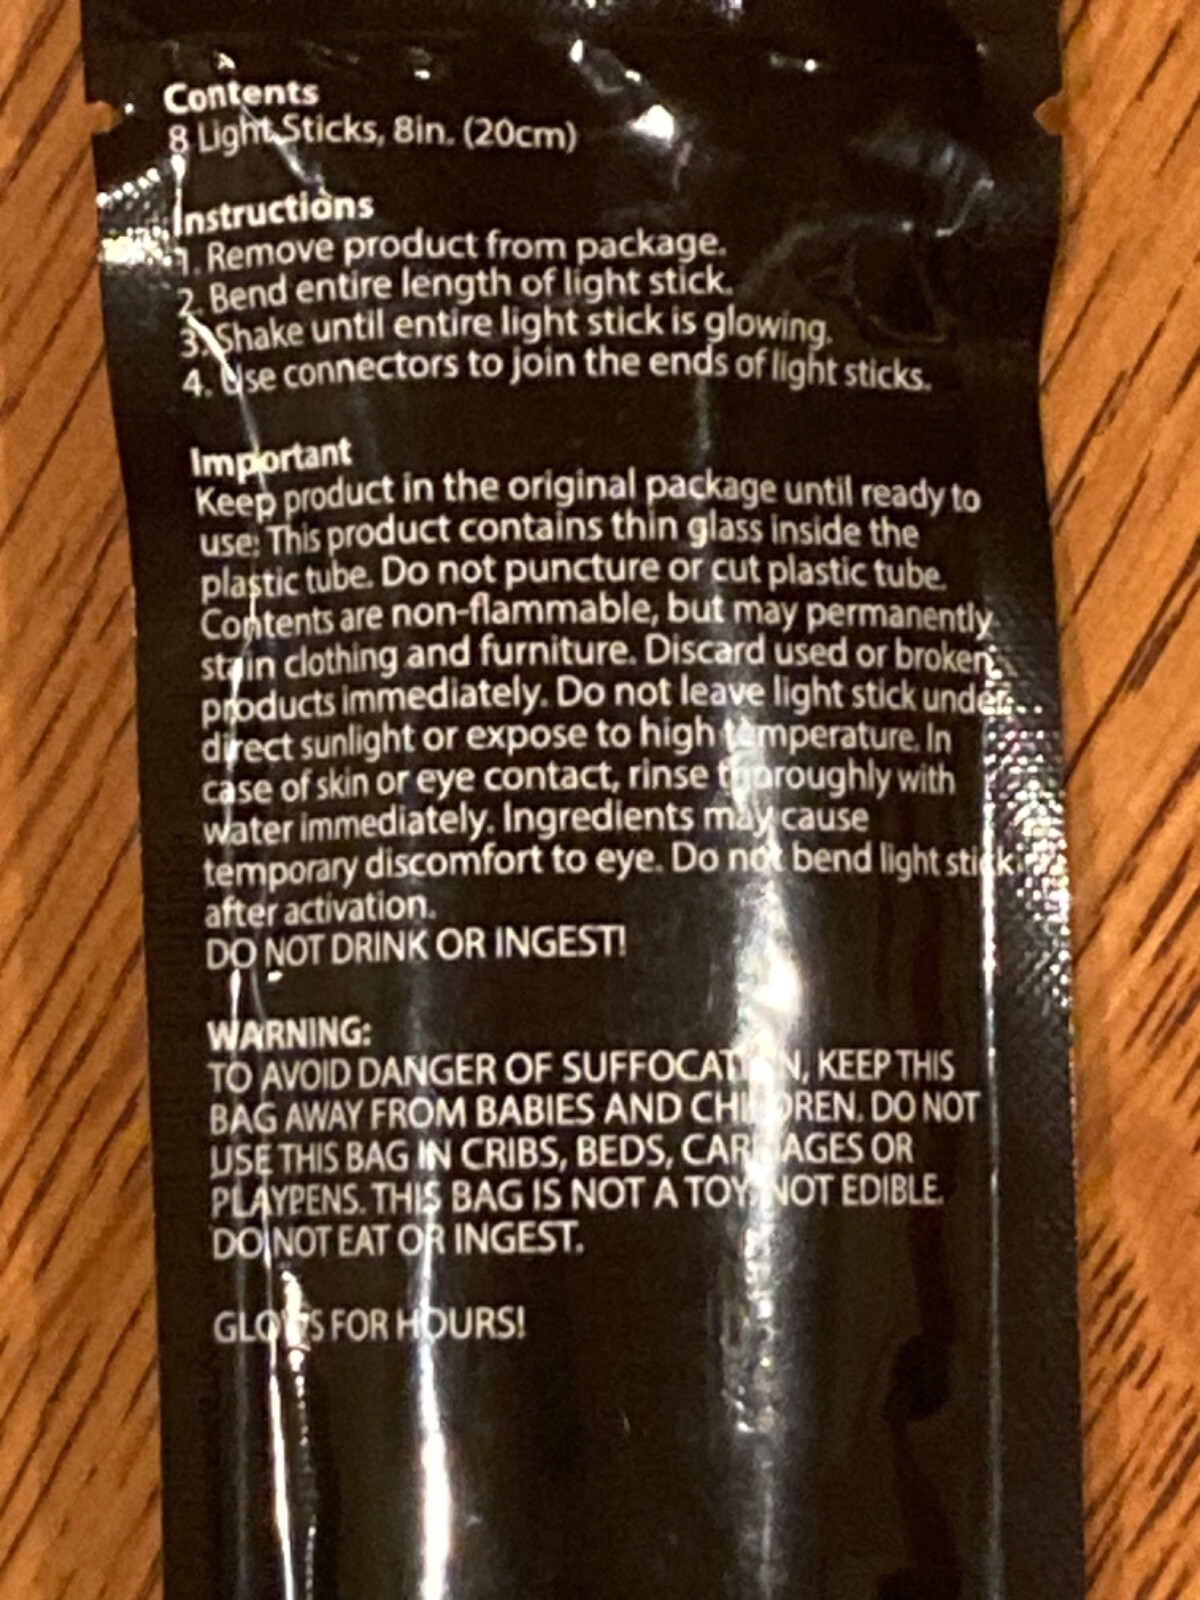 Contents
8 Light Sticks, 8in. (20cm)
Instructions
1. Remove product from package.
2. Bend entire length of light stick.
3. Shake until entire light stick is glowing.
4. Use connectors to join the ends of light sticks.
Important
Keep product in the original package until ready to
use: This product contains thin glass inside the
plastic tube. Do not puncture or cut plastic tube.
Contents are non-flammable, but may permanently
stain clothing and furniture. Discard used or broken
products immediately. Do not leave light stick under
direct sunlight or expose to high temperature. In
case of skin or eye contact, rinse thoroughly with
water immediately. Ingredients may cause
temporary discomfort to eye. Do not bend light stick
after activation.
DO NOT DRINK OR INGEST!
WARNING:
TO AVOID DANGER OF SUFFOCATION, KEEP THIS
BAG AWAY FROM BABIES AND CHILDREN. DO NOT
USE THIS BAG IN CRIBS, BEDS, CARRIAGES OR
PLAYPENS. THIS BAG IS NOT A TOY. NOT EDIBLE.
DO NOT EAT OR INGEST.
GLOWS FOR HOURS!